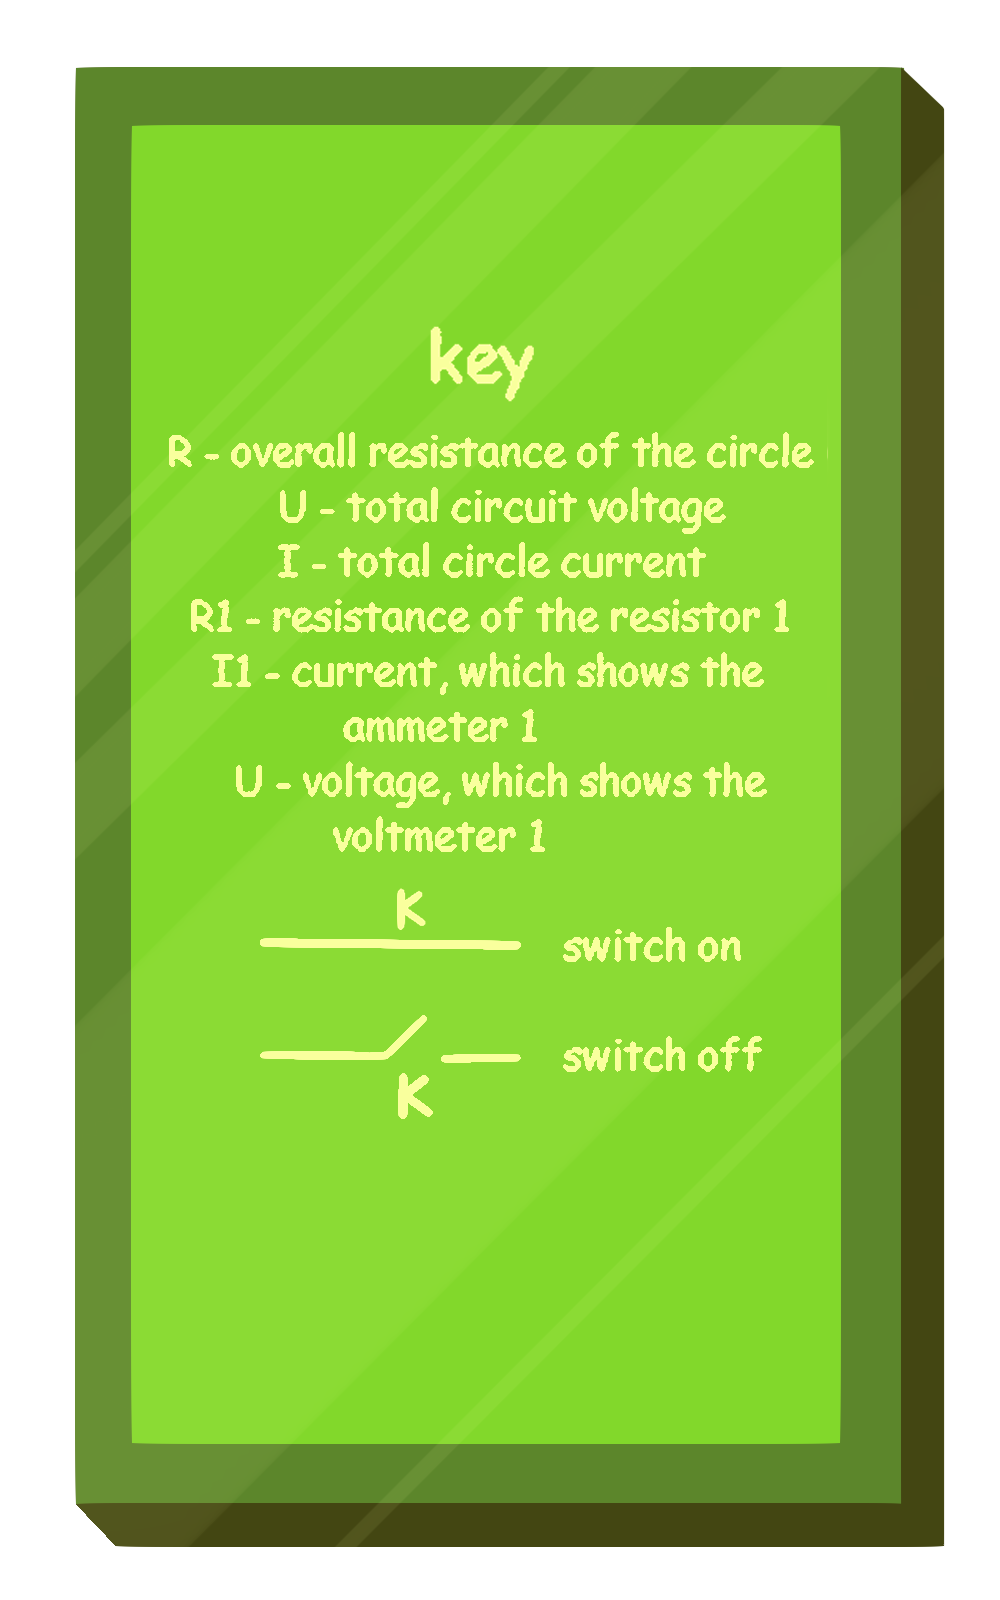 key
R - overall resistance of the circle
U - total circuit voltage
I - total circle current
R1 - resistance of the resistor 1
I1 - current, which shows the
ammeter 1
U - voltage, which shows the
voltmeter 1
K
switch on
switch off
K